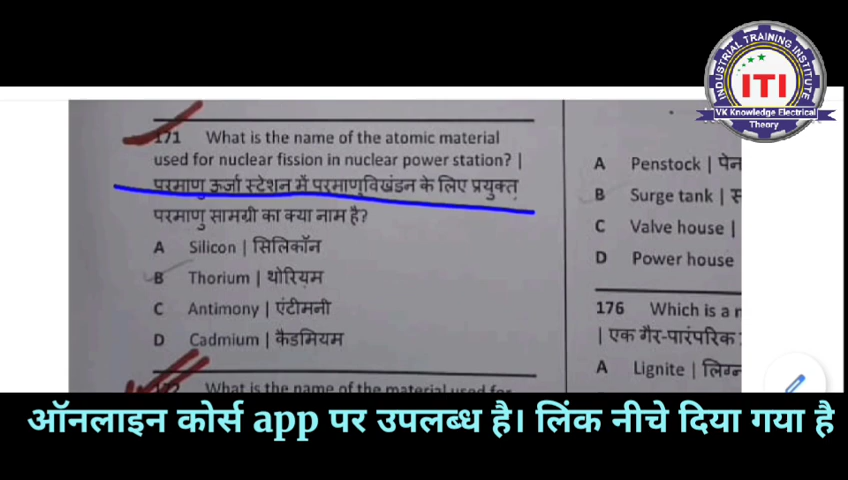 INDUSTRIAL TRAINING INSTITUTE
ITI
VK Knowledge Electrical
Theory
171 What is the name of the atomic material
used for nuclear fission in nuclear power station? |
परमाणु ऊर्जा स्टेशन में परमाणुविखंडन के लिए प्रयुक्त
परमाणु सामग्री का क्या नाम है?
A Silicon | सिलिकॉन
B Thorium | थोरियम
C Antimony | एंटीमनी
D Cadmium | कैडमियम
172 What is the name of the material used for
A Penstock |
B Surge tank |
C Valve house |
D Power house
176 Which is a
| एक गैर-पारंपरिक
A Lignite |
ऑनलाइन कोर्स app पर उपलब्ध है। लिंक नीचे दिया गया है